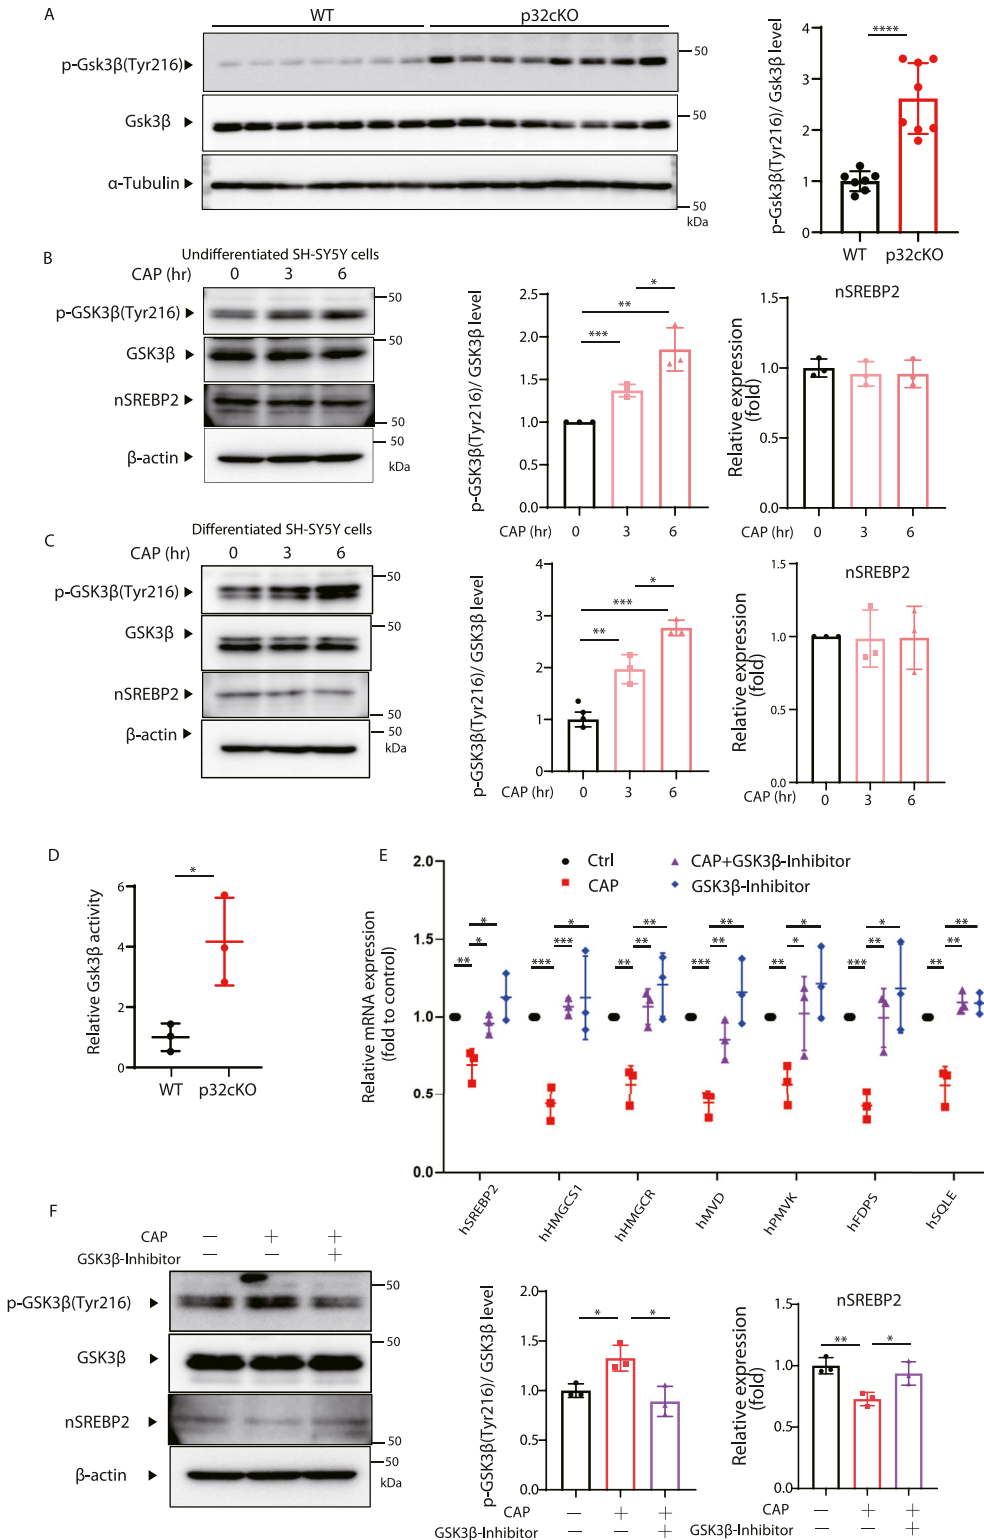 A
WT
p32cKO
p-Gsk3β(Tyr216)
50
Gsk3β
50
α-Tubulin
50
kDa
p-Gsk3β(Tyr216)/ Gsk3β level
****
4
3
2
1
0
WT
p32cKO
B
Undifferentiated SH-SY5Y cells
CAP (hr)
0
3
6
p-GSK3β(Tyr216)
50
GSK3β
50
nSREBP2
50
β-actin
50
kDa
p-GSK3β(Tyr216)/ GSK3β level
2.5
2.0
1.5
1.0
0.5
0.0
*
**
***
CAP (hr)
0
3
6
nSREBP2
Relative expression
(fold)
1.5
1.0
0.5
0.0
CAP (hr)
0
3
6
C
Differentiated SH-SY5Y cells
CAP (hr)
0
3
6
p-GSK3β(Tyr216)
50
GSK3β
50
nSREBP2
50
β-actin
50
kDa
p-GSK3β(Tyr216)/ GSK3β level
4
3
2
1
0
*
***
**
CAP (hr)
0
3
6
nSREBP2
Relative expression
(fold)
1.5
1.0
0.5
0.0
CAP (hr)
0
3
6
D
Relative Gsk3β activity
*
6
4
2
0
WT
p32cKO
E
Relative mRNA expression
(fold to control)
2.0
1.5
1.0
0.5
0.0
Ctrl
CAP
CAP+GSK3β-Inhibitor
GSK3β-Inhibitor
*
*
**
*
***
***
**
**
**
**
**
***
*
*
**
*
**
***
**
**
**
hSREBP2
hHMGCS1
hHMGCR
hMVD
hPMVK
hFDPS
hSQLE
F
CAP
— + +
GSK3β-Inhibitor
— — +
p-GSK3β(Tyr216)
50
GSK3β
50
nSREBP2
50
β-actin
50
kDa
p-GSK3β(Tyr216)/ GSK3β level
2.0
1.5
1.0
0.5
0.0
*
*
CAP
— + +
GSK3β-Inhibitor
— — +
nSREBP2
Relative expression
(fold)
1.5
1.0
0.5
0.0
**
*
CAP
— + +
GSK3β-Inhibitor
— — +